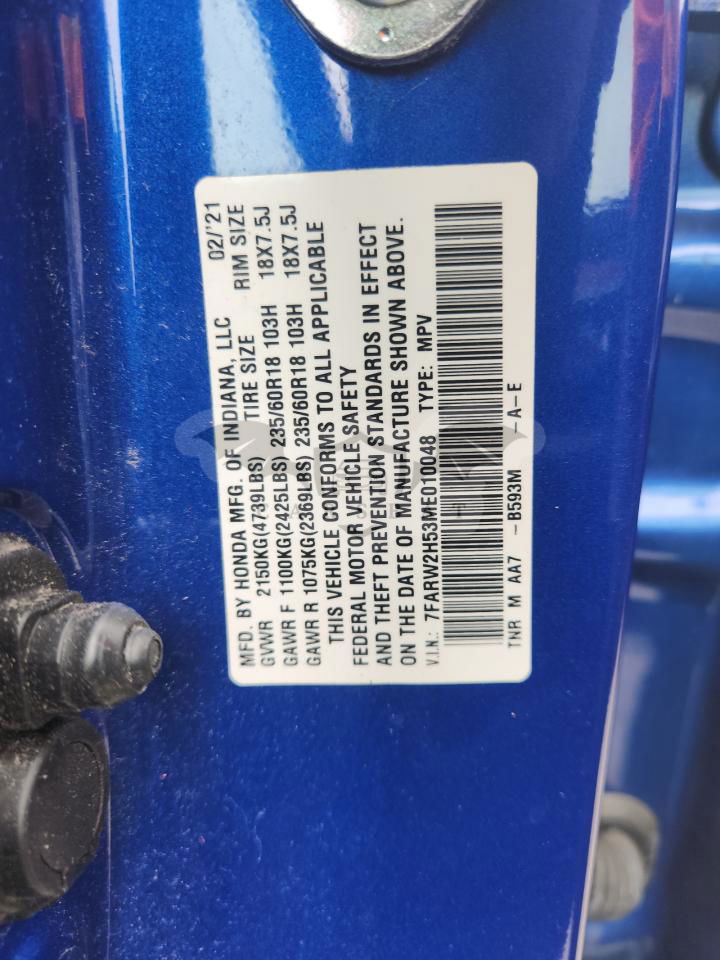 MFD. BY HONDA MFG. OF INDIANA, LLC 02/'21
GVWR 2150KG(4739LBS) TIRE SIZE RIM SIZE
GAWR F 1100KG(2425LBS) 235/60R18 103H 18X7.5J
GAWR R 1075KG(2369LBS) 235/60R18 103H 18X7.5J
THIS VEHICLE CONFORMS TO ALL APPLICABLE
FEDERAL MOTOR VEHICLE SAFETY
AND THEFT PREVENTION STANDARDS IN EFFECT
ON THE DATE OF MANUFACTURE SHOWN ABOVE.
V.I.N.: 7FARW2H53ME010048 TYPE: MPV
TNR M AA7 -B593M -A-E